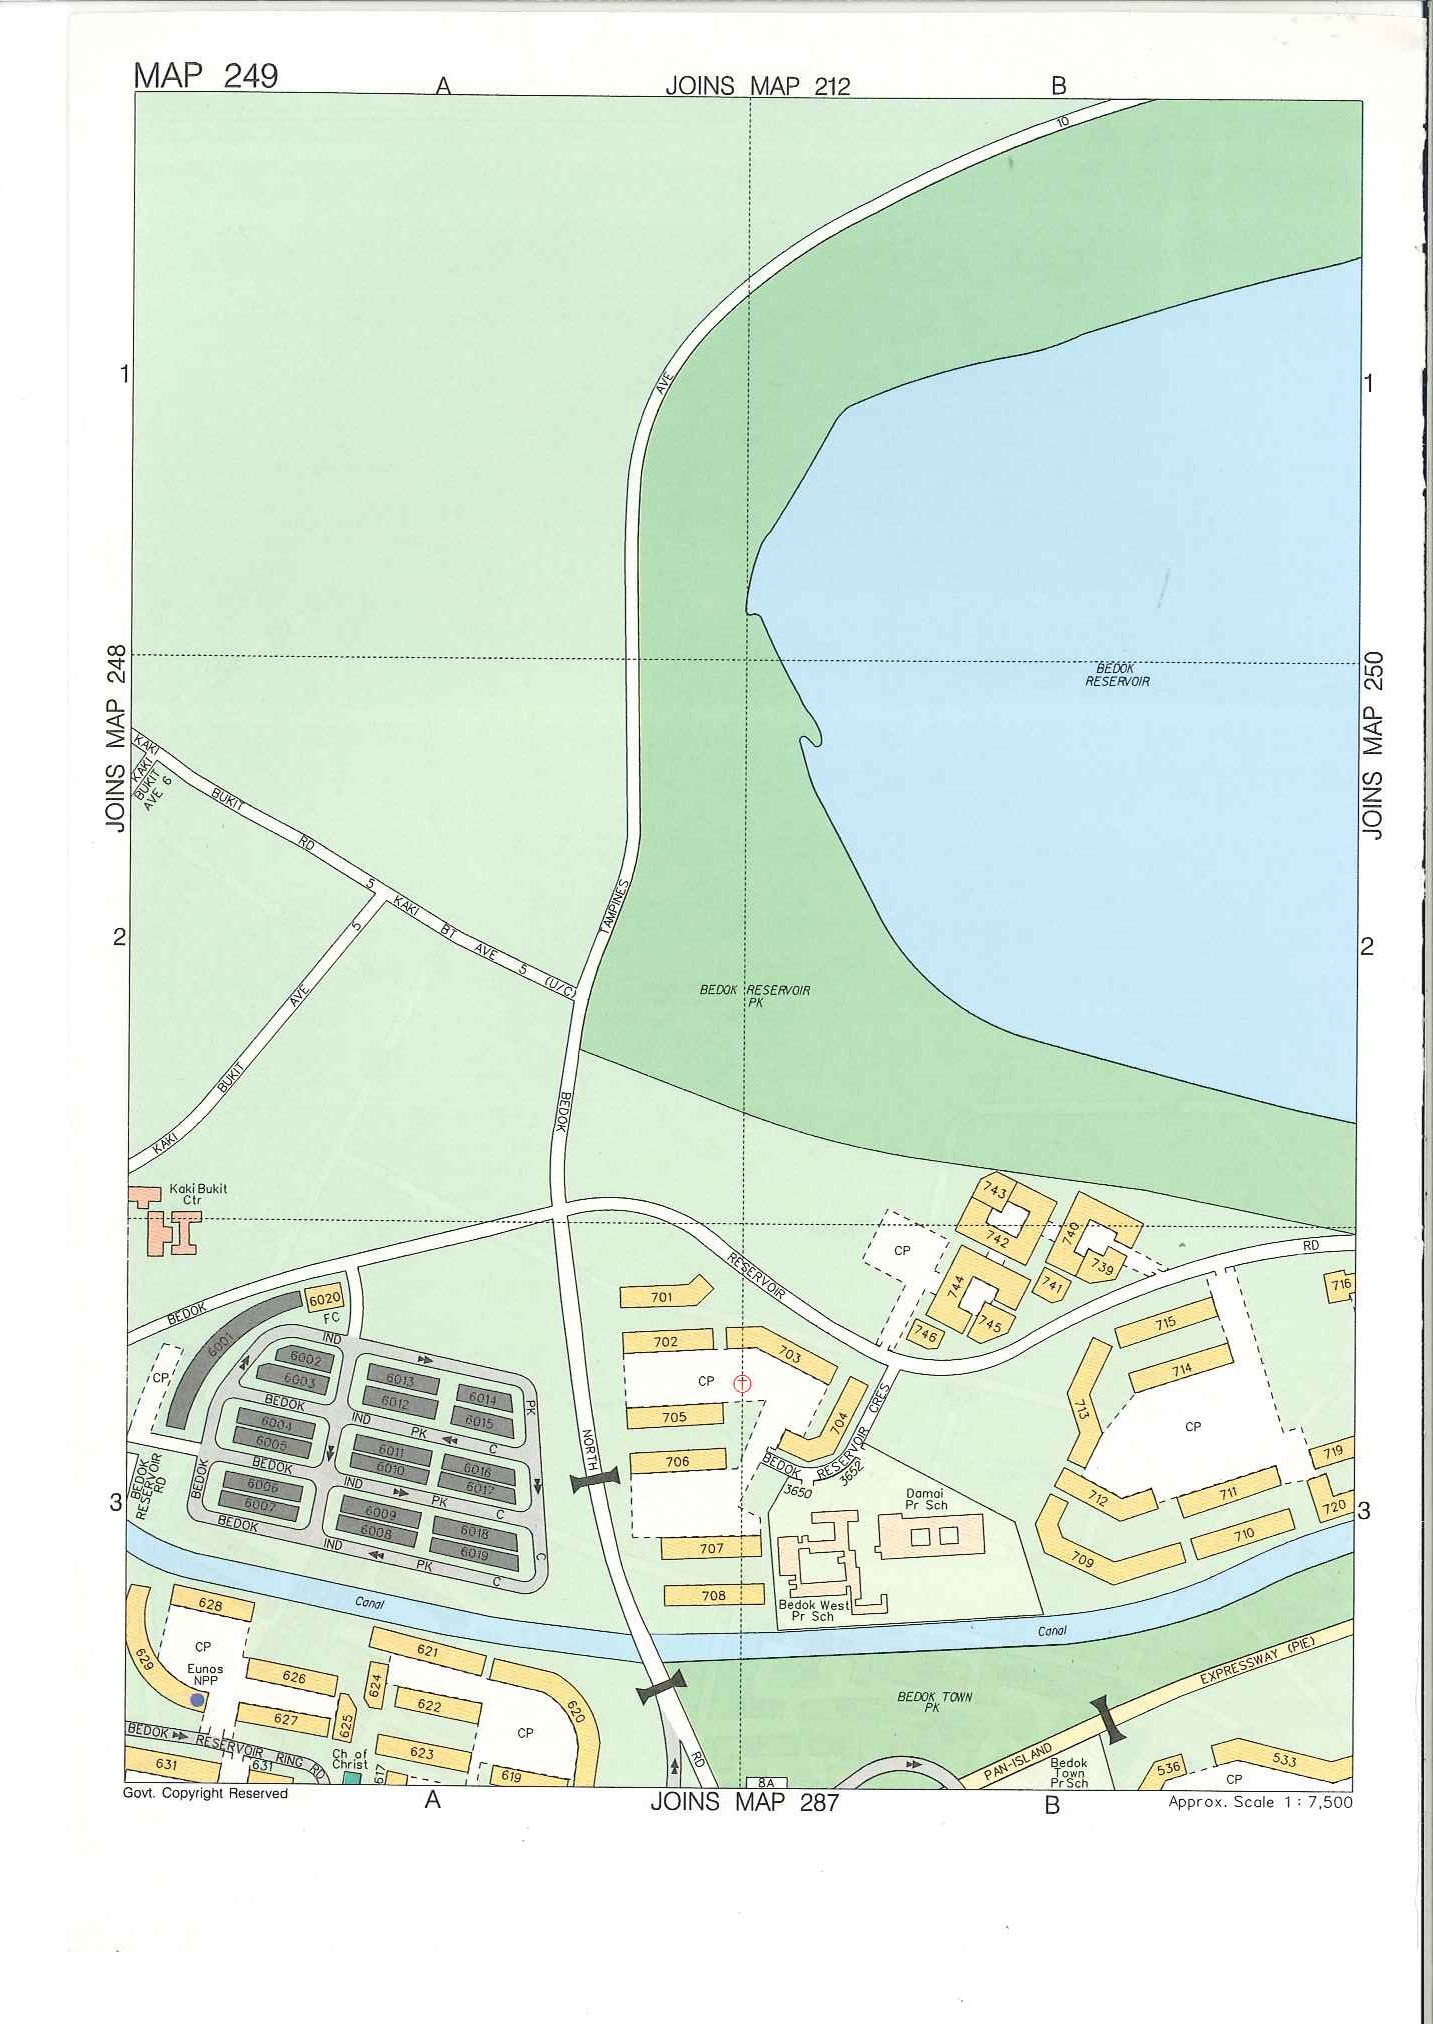 MAP 249
A
JOINS MAP 212
B
10
1
AVE
1
JOINS MAP 248
BEDOK
RESERVOIR
JOINS MAP 250
KAKI
KAKI
BUKIT
AVE 6
BUKIT
RD
5
KAKI
BT
AVE
5
(U/C)
TAMPINES
2
5
2
AVE
BEDOK RESERVOIR
PK
BUKIT
BEDOK
KAKI
Kaki Bukit
Ctr
743
742
740
739
741
744
745
746
CP
RD
RESERVOIR
716
BEDOK
6020
FC
701
6001
IND
702
703
715
CP
6002
6003
6013
6012
6014
6015
PK
CP
714
704
CRES
713
BEDOK
IND
PK
C
705
CP
6004
6005
6011
6010
6016
6017
NORTH
706
BEDOK
RESERVOIR
3650
3652
719
BEDOK
RESERVOIR
RD
BEDOK
BEDOK
IND
PK
C
712
711
720
3
6006
6007
6009
6008
6018
6019
Damai
Pr Sch
3
BEDOK
IND
PK
C
C
707
710
709
708
Bedok West
Pr Sch
Canal
Canal
628
629
CP
Eunos
NPP
621
626
624
622
620
627
625
CP
623
BEDOK
RESERVOIR
RING
RD
631
631
Ch of
Christ
617
619
RD
BEDOK TOWN
PK
EXPRESSWAY (PIE)
PAN-ISLAND
8A
Bedok
Town
Pr Sch
536
533
CP
Govt. Copyright Reserved
A
JOINS MAP 287
B
Approx. Scale 1 : 7,500